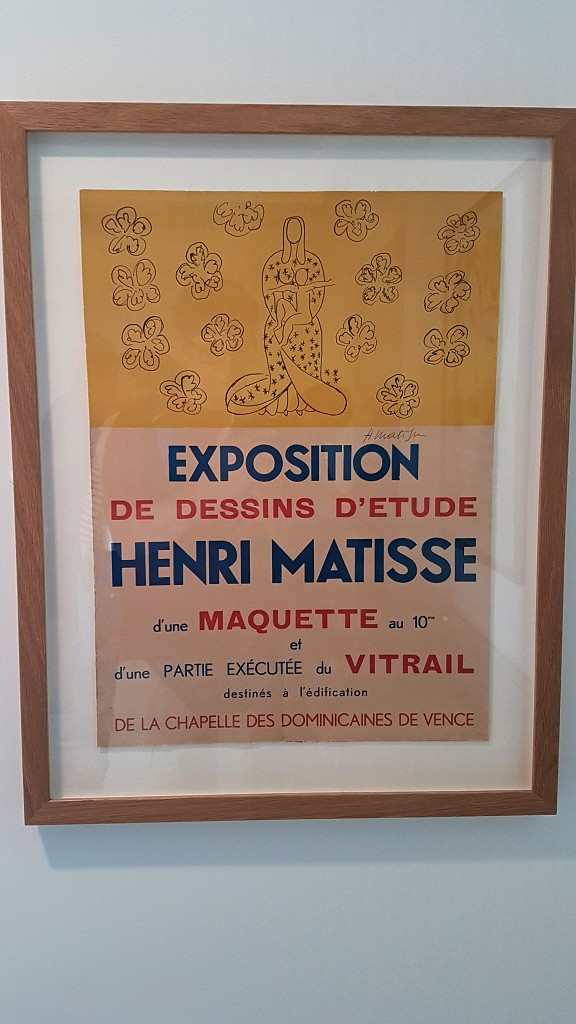 H Matisse
EXPOSITION
DE DESSINS D'ETUDE
HENRI MATISSE
d'une MAQUETTE au 10ᵐᵉ
et
d'une PARTIE EXÉCUTÉE du VITRAIL
destinés à l'édification
DE LA CHAPELLE DES DOMINICAINES DE VENCE